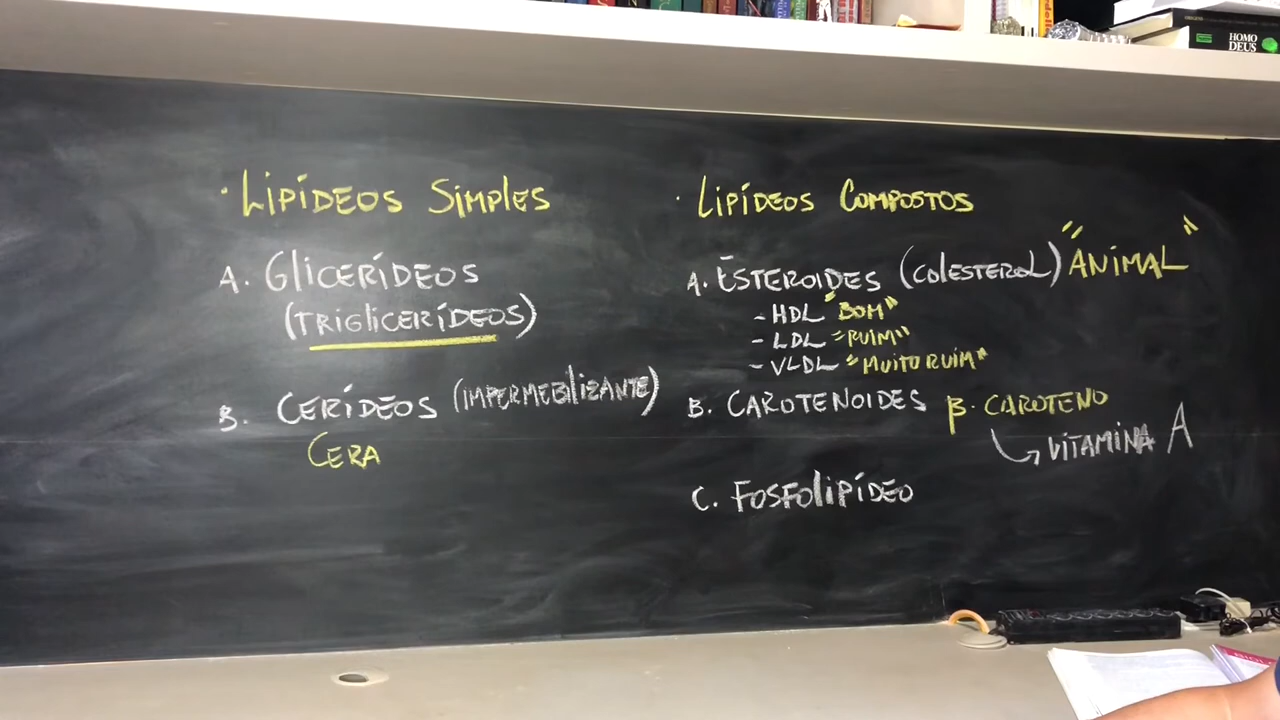 · LIPÍDEOS SIMPLES
A. GLICERÍDEOS
(TRIGLICERÍDEOS)
B. CERÍDEOS (IMPERMEBILIZANTE)
CERA
· LIPÍDEOS COMPOSTOS
A. ESTEROIDES (COLESTEROL) "ANIMAL"
- HDL "BOM"
- LDL "RUIM"
- VLDL "MUITO RUIM"
B. CAROTENOIDES β. CAROTENO
↳ VITAMINA A
C. FOSFOLIPÍDEO
HOMO
DEUS